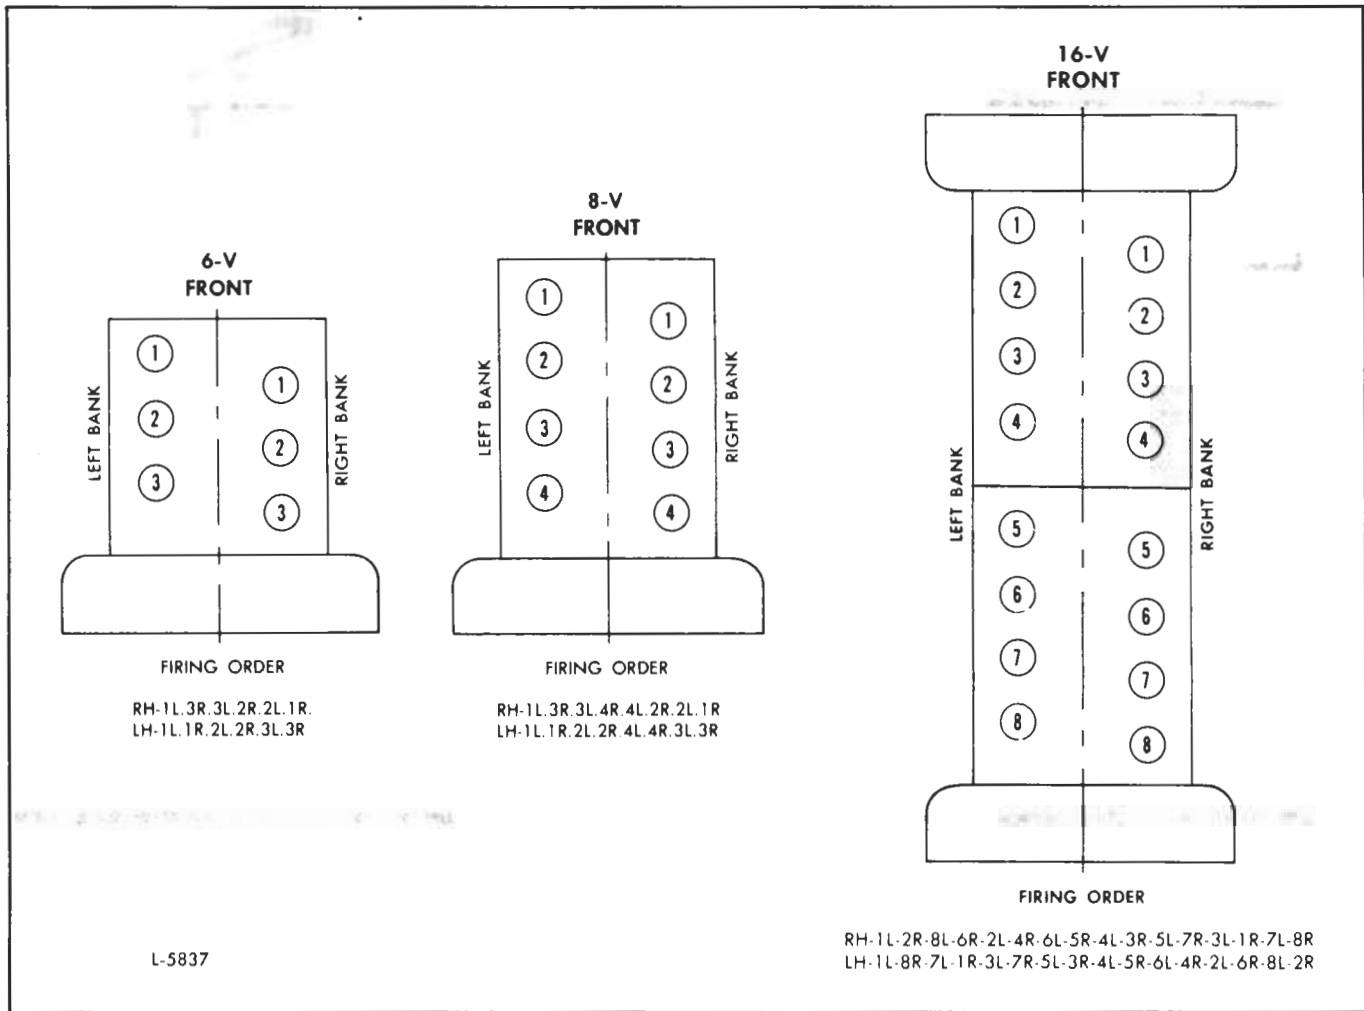 6-V
FRONT
LEFT BANK
1
2
3
1
2
3
RIGHT BANK
FIRING ORDER
RH-1L.3R.3L.2R.2L.1R.
LH-1L.1R.2L.2R.3L.3R
8-V
FRONT
LEFT BANK
1
2
3
4
1
2
3
4
RIGHT BANK
FIRING ORDER
RH-1L.3R.3L.4R.4L.2R.2L.1R
LH-1L.1R.2L.2R.4L.4R.3L.3R
16-V
FRONT
LEFT BANK
1
2
3
4
5
6
7
8
1
2
3
4
5
6
7
8
RIGHT BANK
FIRING ORDER
RH-1L-2R-8L-6R-2L-4R-6L-5R-4L-3R-5L-7R-3L-1R-7L-8R
LH-1L-8R-7L-1R-3L-7R-5L-3R-4L-5R-6L-4R-2L-6R-8L-2R
L-5837